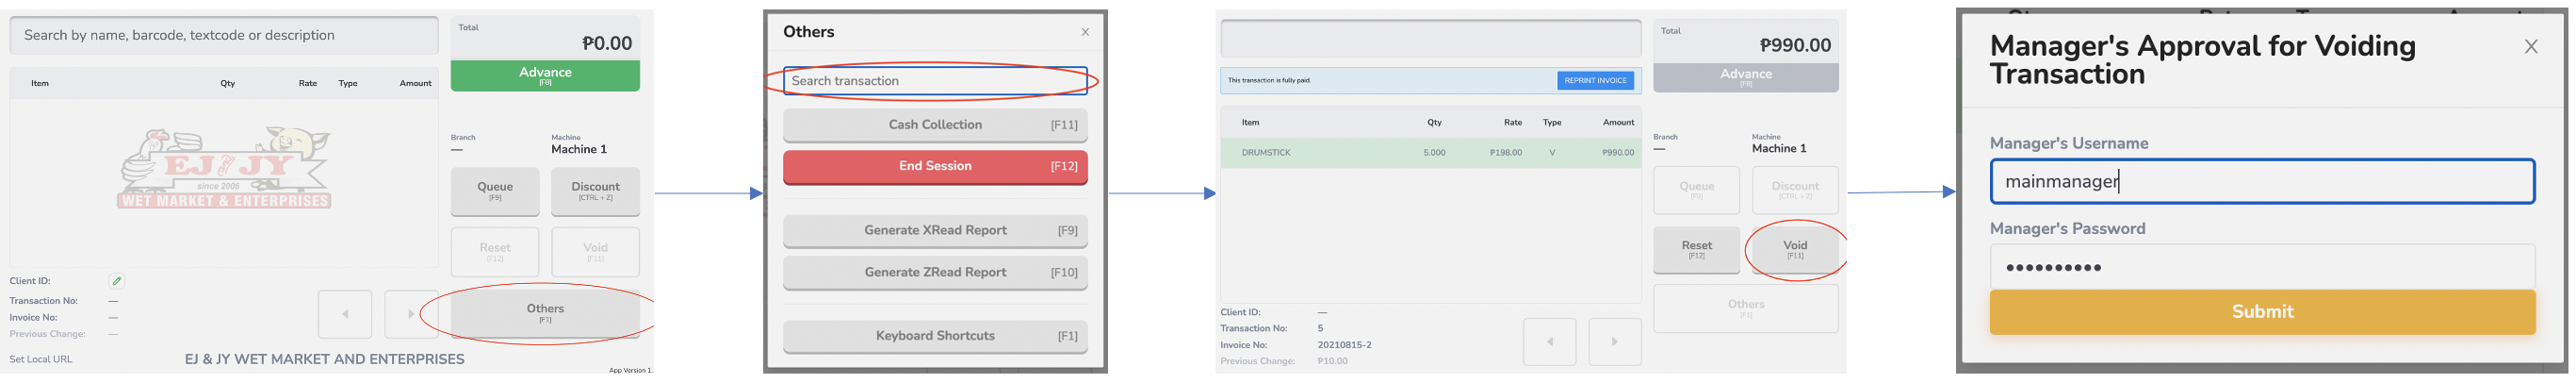 Search by name, barcode, textcode or description
Total
₱0.00
Advance
[F8]
Item Qty Rate Type Amount
EJ & JY
since 2006
WET MARKET & ENTERPRISES
Branch
—
Machine
Machine 1
Queue
[F9]
Discount
[CTRL + Z]
Reset
[F12]
Void
[F11]
Others
[F1]
Client ID:
Transaction No: —
Invoice No: —
Previous Change: —
Set Local URL
EJ & JY WET MARKET AND ENTERPRISES
App Version 1.
Others
X
Search transaction
Cash Collection [F11]
End Session [F12]
Generate XRead Report [F9]
Generate ZRead Report [F10]
Keyboard Shortcuts [F1]
Total
₱990.00
Advance
[F8]
This transaction is fully paid.
REPRINT INVOICE
Item Qty Rate Type Amount
DRUMSTICK 5.000 ₱198.00 V ₱990.00
Branch
—
Machine
Machine 1
Queue
[F9]
Discount
[CTRL + Z]
Reset
[F12]
Void
[F11]
Others
[F1]
Client ID: —
Transaction No: 5
Invoice No: 20210815-2
Previous Change: ₱10.00
Manager's Approval for Voiding
Transaction
X
Manager's Username
mainmanager
Manager's Password
••••••••••
Submit